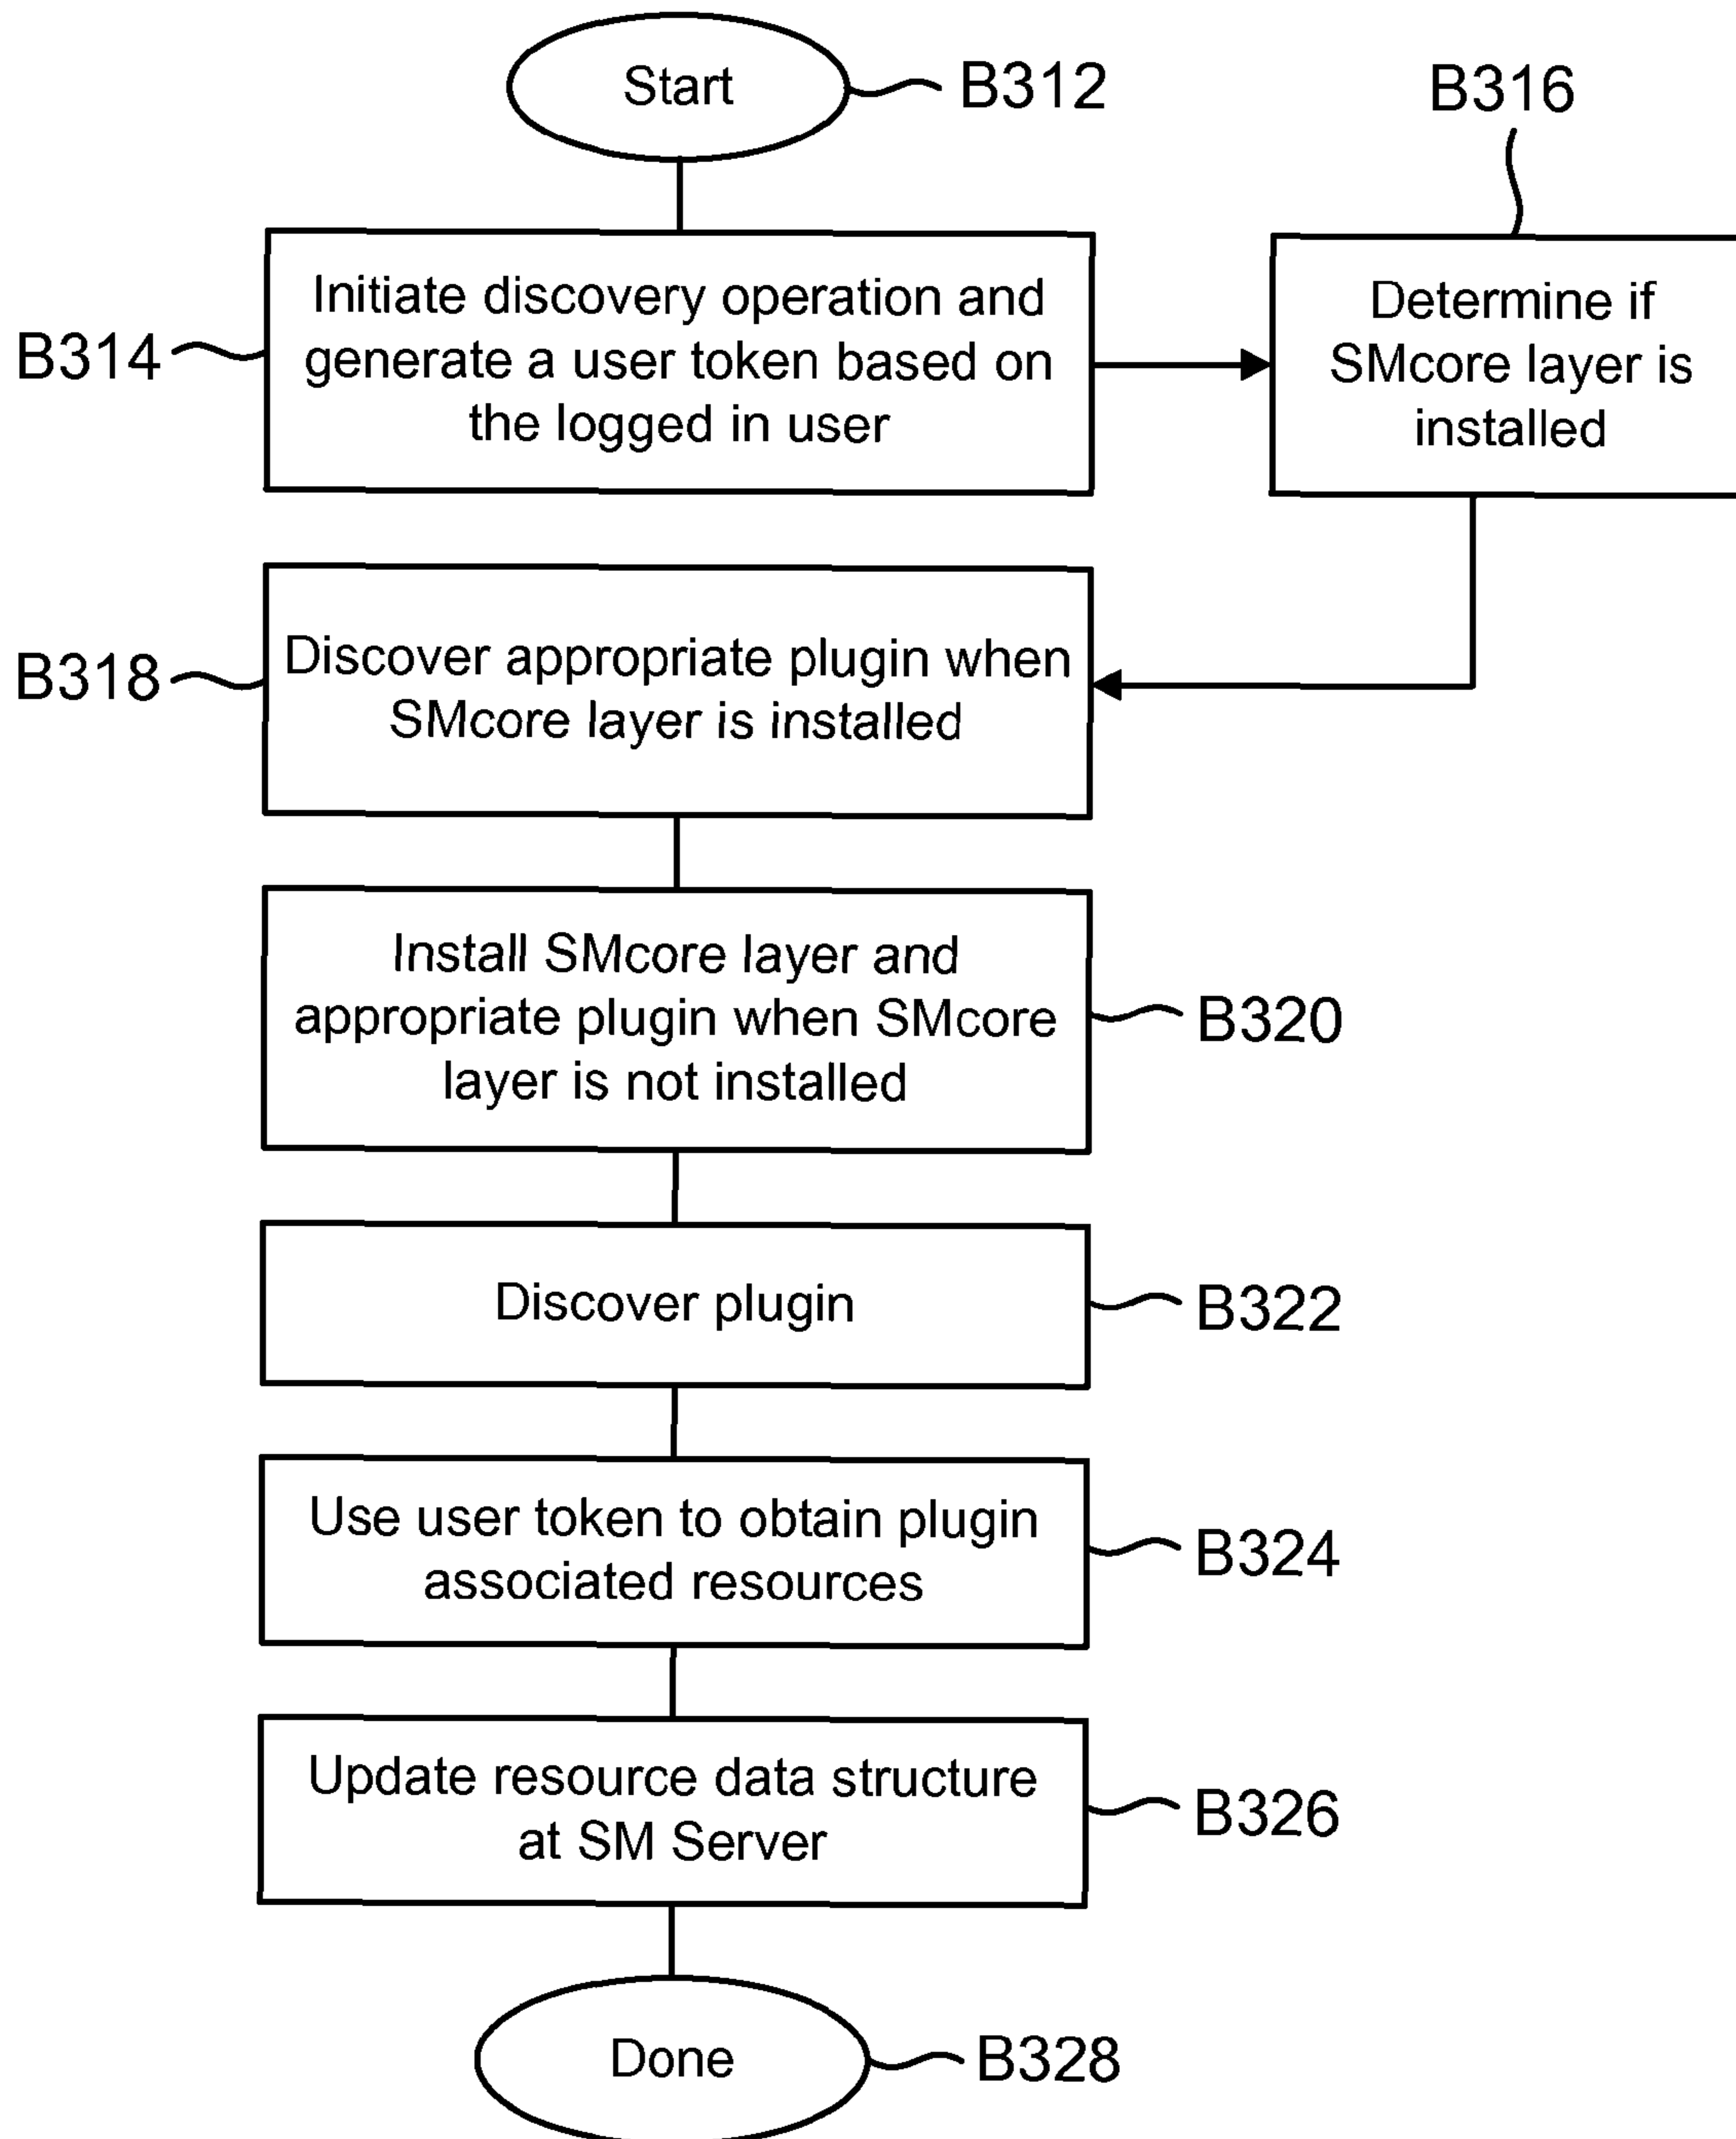 Start
B312
B316
B314
Initiate discovery operation and
generate a user token based on
the logged in user
Determine if
SMcore layer is
installed
B318
Discover appropriate plugin when
SMcore layer is installed
Install SMcore layer and
appropriate plugin when SMcore
layer is not installed
B320
Discover plugin
B322
Use user token to obtain plugin
associated resources
B324
Update resource data structure
at SM Server
B326
Done
B328